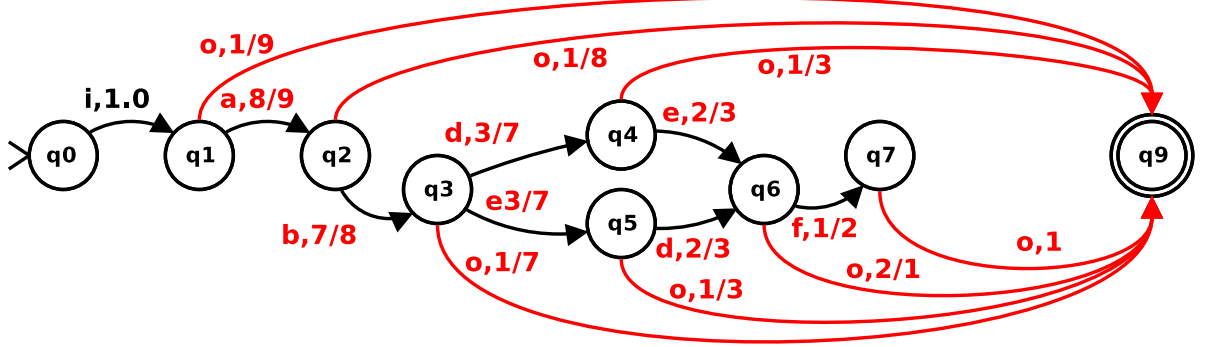 o,1/9
o,1/8
o,1/3
i,1.0
a,8/9
e,2/3
d,3/7
q0
q1
q2
q3
q4
q5
q6
q7
q9
e3/7
b,7/8
d,2/3
f,1/2
o,1/7
o,1/3
o,2/1
o,1